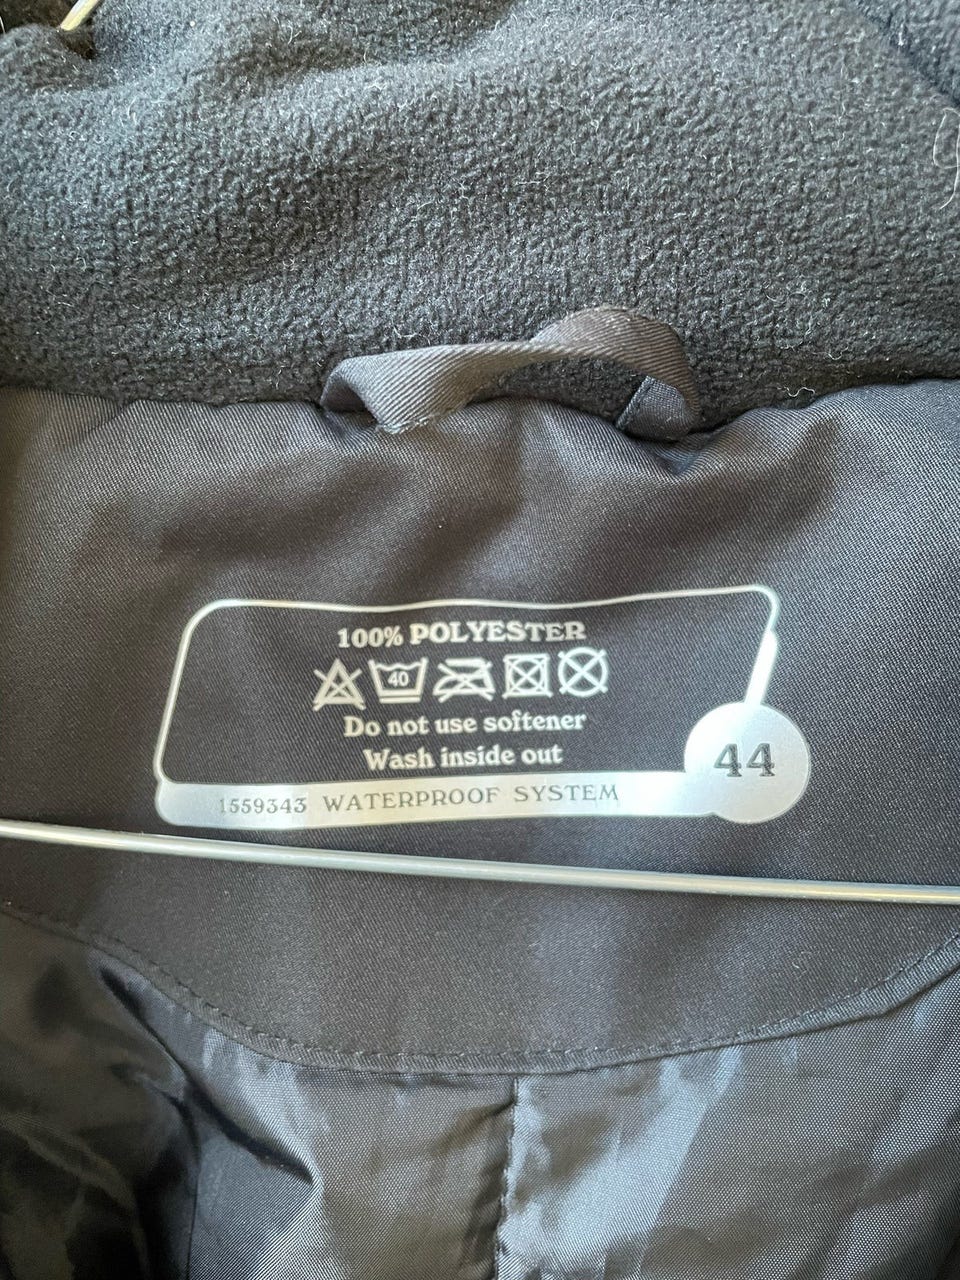 100% POLYESTER
40
Do not use softener
Wash inside out
44
1559343 WATERPROOF SYSTEM